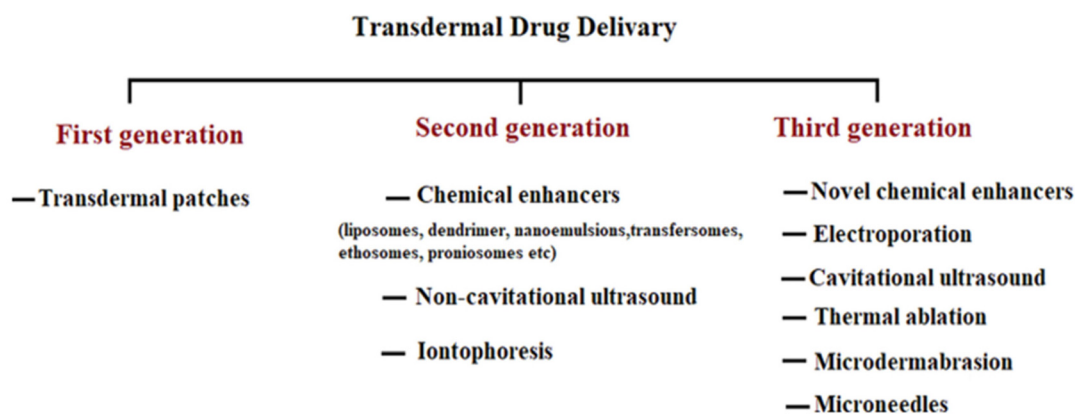 Transdermal Drug Delivary
First generation
Transdermal patches
Second generation
Chemical enhancers
(liposomes, dendrimer, nanoemulsions,transfersomes,
ethosomes, proniosomes etc)
Non-cavitational ultrasound
Iontophoresis
Third generation
Novel chemical enhancers
Electroporation
Cavitational ultrasound
Thermal ablation
Microdermabrasion
Microneedles